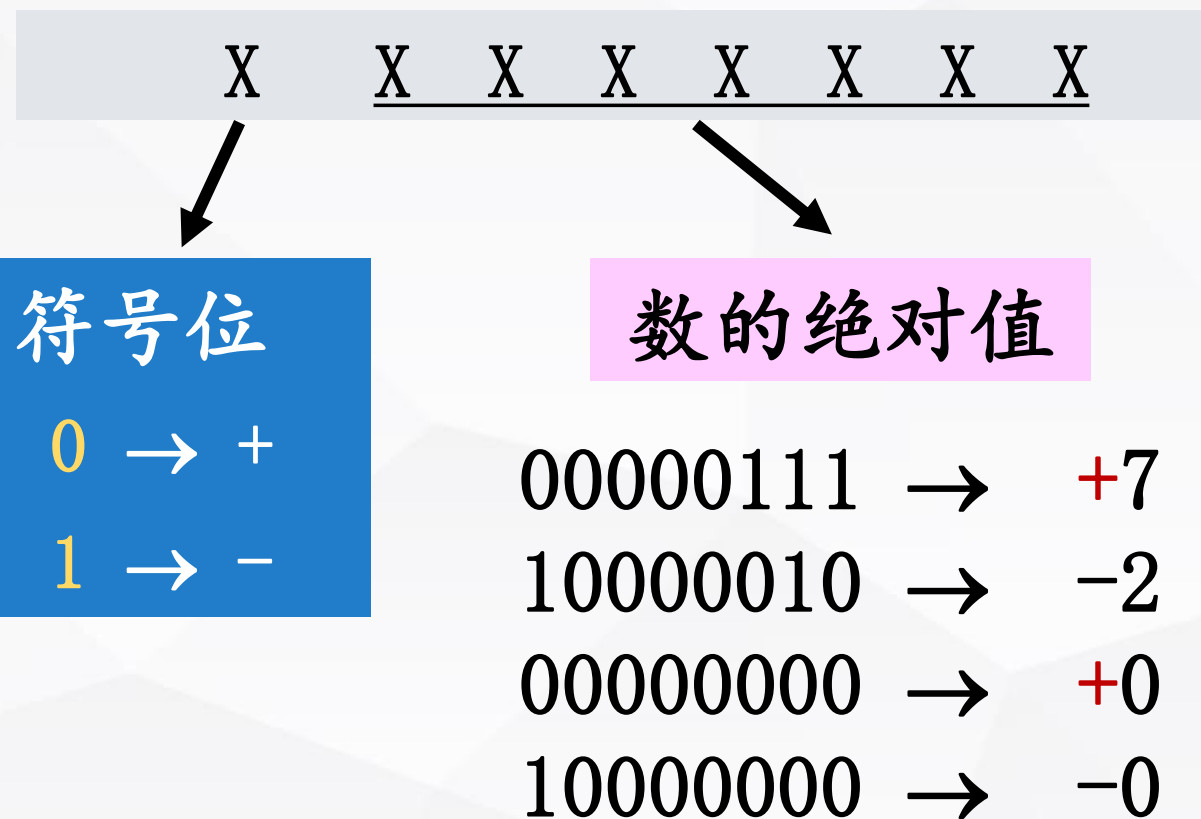 X X X X X X X X
符号位
0 → +
1 → -
数的绝对值
00000111 → +7
10000010 → -2
00000000 → +0
10000000 → -0